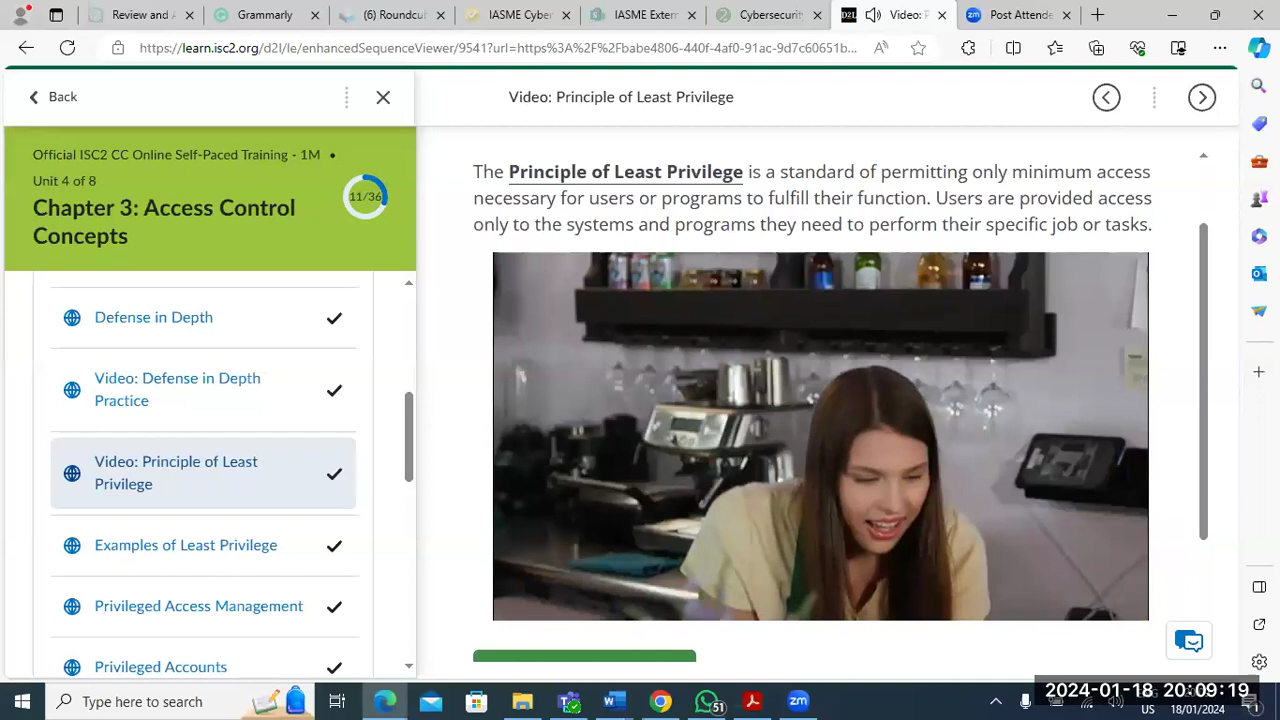 Review and A
Grammarly
(6) Roundcub
IASME Cyber
IASME Extern
Cybersecurity
D2L
Video: P
Post Attende
https://learn.isc2.org/d2l/le/enhancedSequenceViewer/9541?url=https%3A%2F%2Fbabe4806-440f-4af0-91ac-9d7c60651b...
Back
Video: Principle of Least Privilege
Official ISC2 CC Online Self-Paced Training - 1M •
Unit 4 of 8
Chapter 3: Access Control
Concepts
11/36
The Principle of Least Privilege is a standard of permitting only minimum access
necessary for users or programs to fulfill their function. Users are provided access
only to the systems and programs they need to perform their specific job or tasks.
Defense in Depth
Video: Defense in Depth
Practice
Video: Principle of Least
Privilege
Examples of Least Privilege
Privileged Access Management
Privileged Accounts
Type here to search
51
zm
US
2024-01-18 20:09:19
18/01/2024